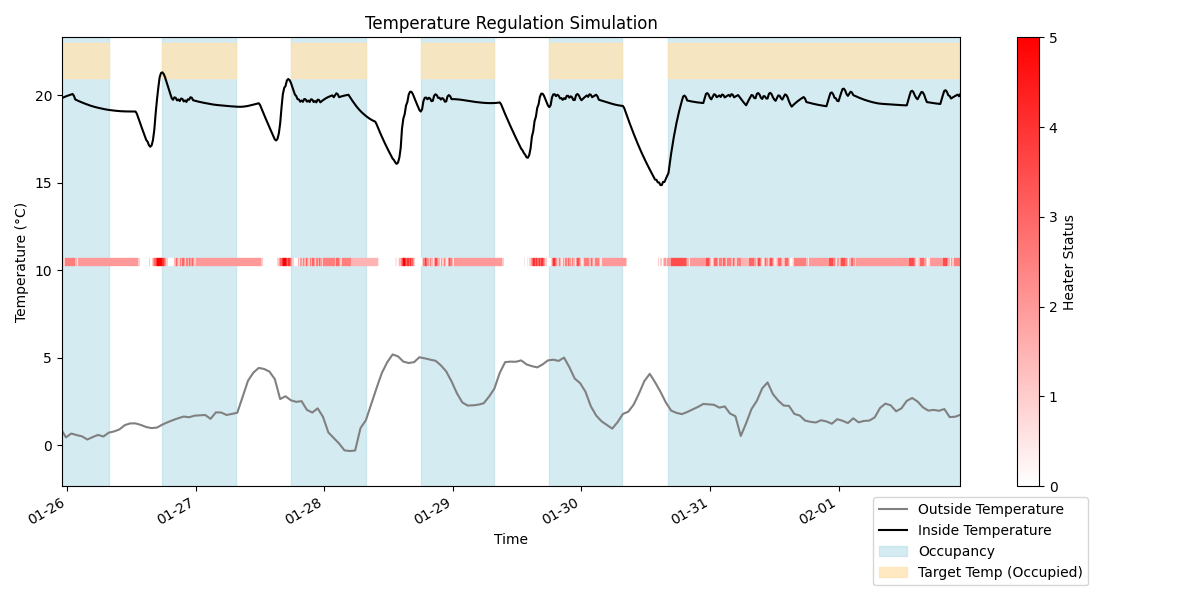 Temperature Regulation Simulation
Temperature (°C)
20
15
10
5
0
01-26
01-27
01-28
01-29
01-30
01-31
02-01
Time
5
4
3
2
1
0
Heater Status
Outside Temperature
Inside Temperature
Occupancy
Target Temp (Occupied)